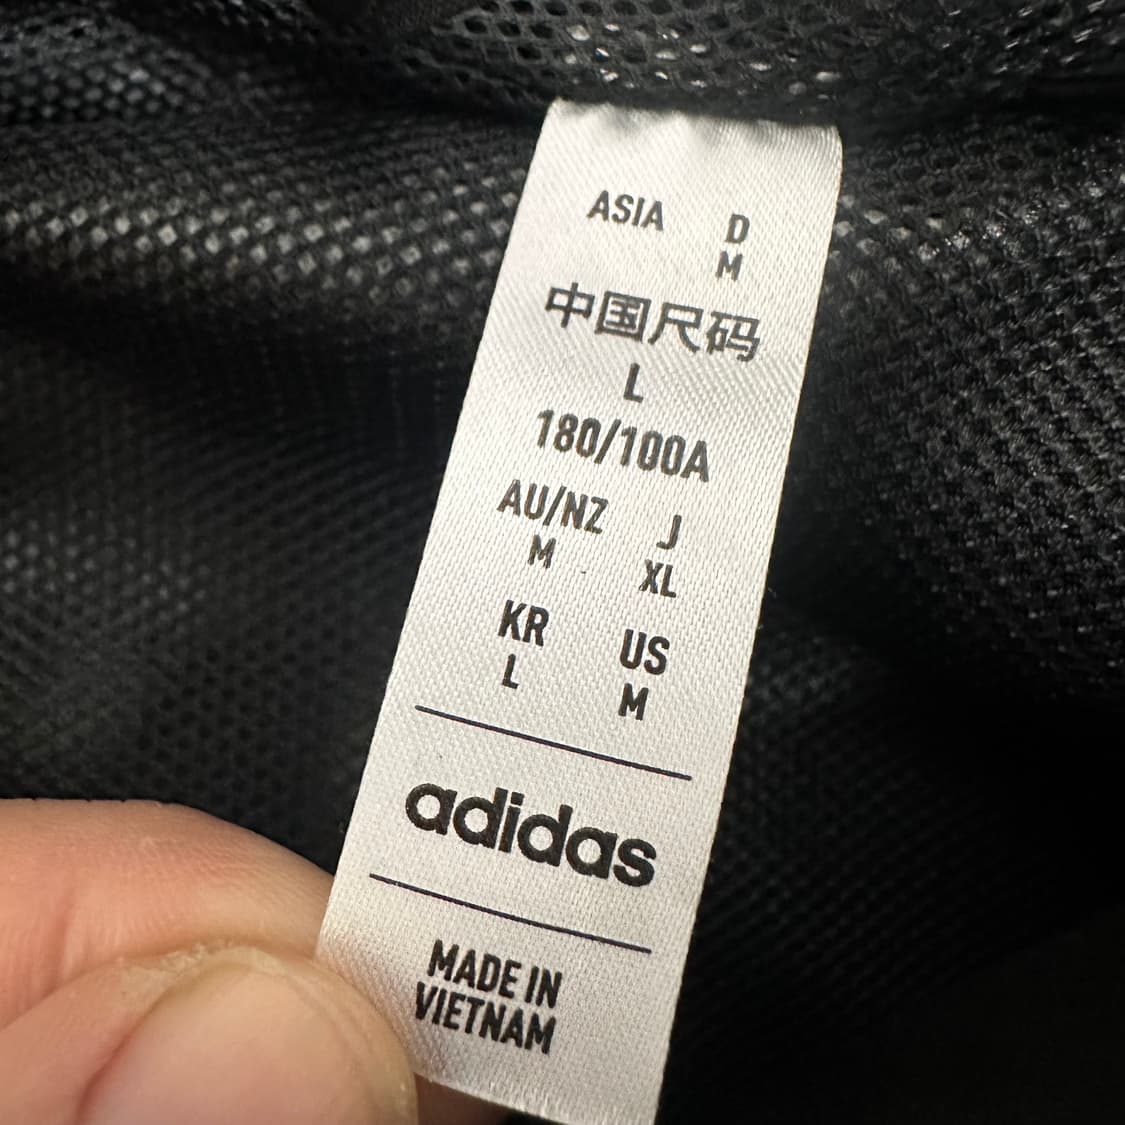 ASIA D
M
中国尺码
L
180/100A
AU/NZ J
M XL
KR US
L M
adidas
MADE IN
VIETNAM